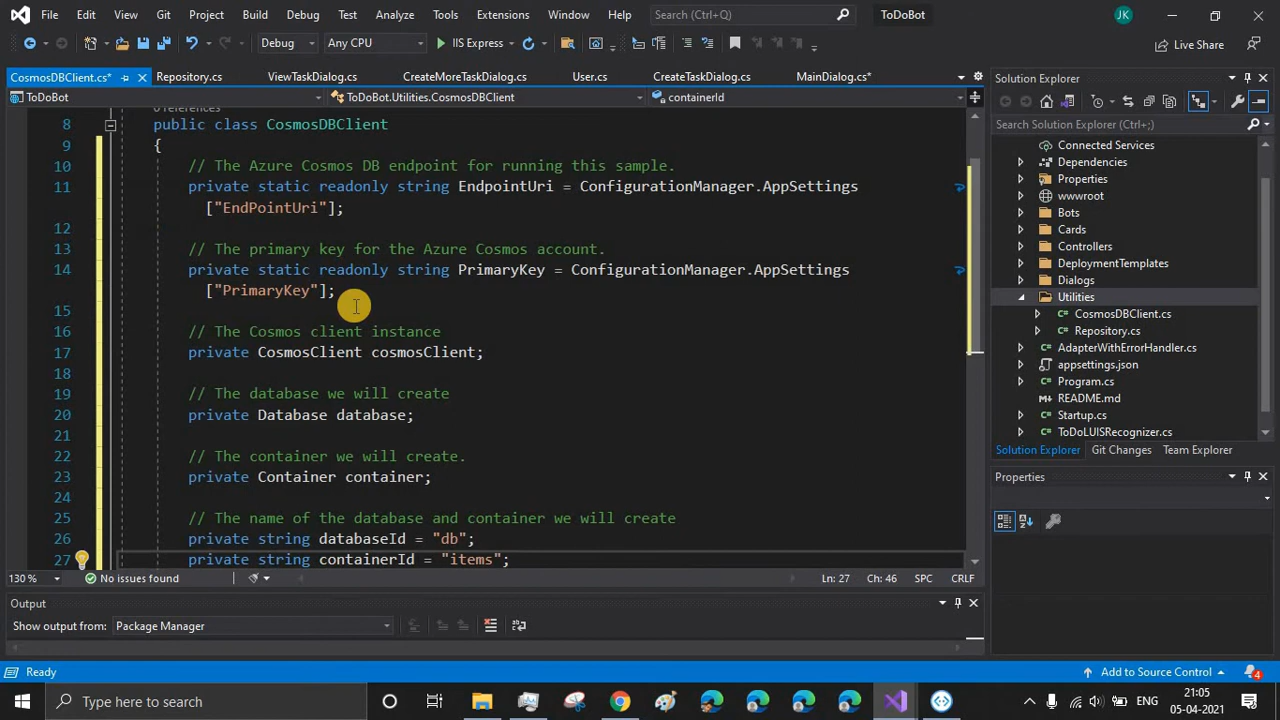 File Edit View Git Project Build Debug Test Analyze Tools Extensions Window Help Search (Ctrl+Q) ToDoBot JK
Debug Any CPU IIS Express Live Share
CosmosDBClient.cs* Repository.cs ViewTaskDialog.cs CreateMoreTaskDialog.cs User.cs CreateTaskDialog.cs MainDialog.cs*
ToDoBot ToDoBot.Utilities.CosmosDBClient containerId
8 public class CosmosDBClient
9 {
10 // The Azure Cosmos DB endpoint for running this sample.
11 private static readonly string EndpointUri = ConfigurationManager.AppSettings
["EndPointUri"];
12
13 // The primary key for the Azure Cosmos account.
14 private static readonly string PrimaryKey = ConfigurationManager.AppSettings
["PrimaryKey"];
15
16 // The Cosmos client instance
17 private CosmosClient cosmosClient;
18
19 // The database we will create
20 private Database database;
21
22 // The container we will create.
23 private Container container;
24
25 // The name of the database and container we will create
26 private string databaseId = "db";
27 private string containerId = "items";
130 % No issues found Ln: 27 Ch: 46 SPC CRLF
Output
Show output from: Package Manager
Solution Explorer
Search Solution Explorer (Ctrl+;)
Connected Services
Dependencies
Properties
wwwroot
Bots
Cards
Controllers
DeploymentTemplates
Dialogs
Utilities
CosmosDBClient.cs
Repository.cs
AdapterWithErrorHandler.cs
appsettings.json
Program.cs
README.md
Startup.cs
ToDoLUISRecognizer.cs
Solution Explorer Git Changes Team Explorer
Properties
Ready Add to Source Control 4
Type here to search ENG 21:05
05-04-2021